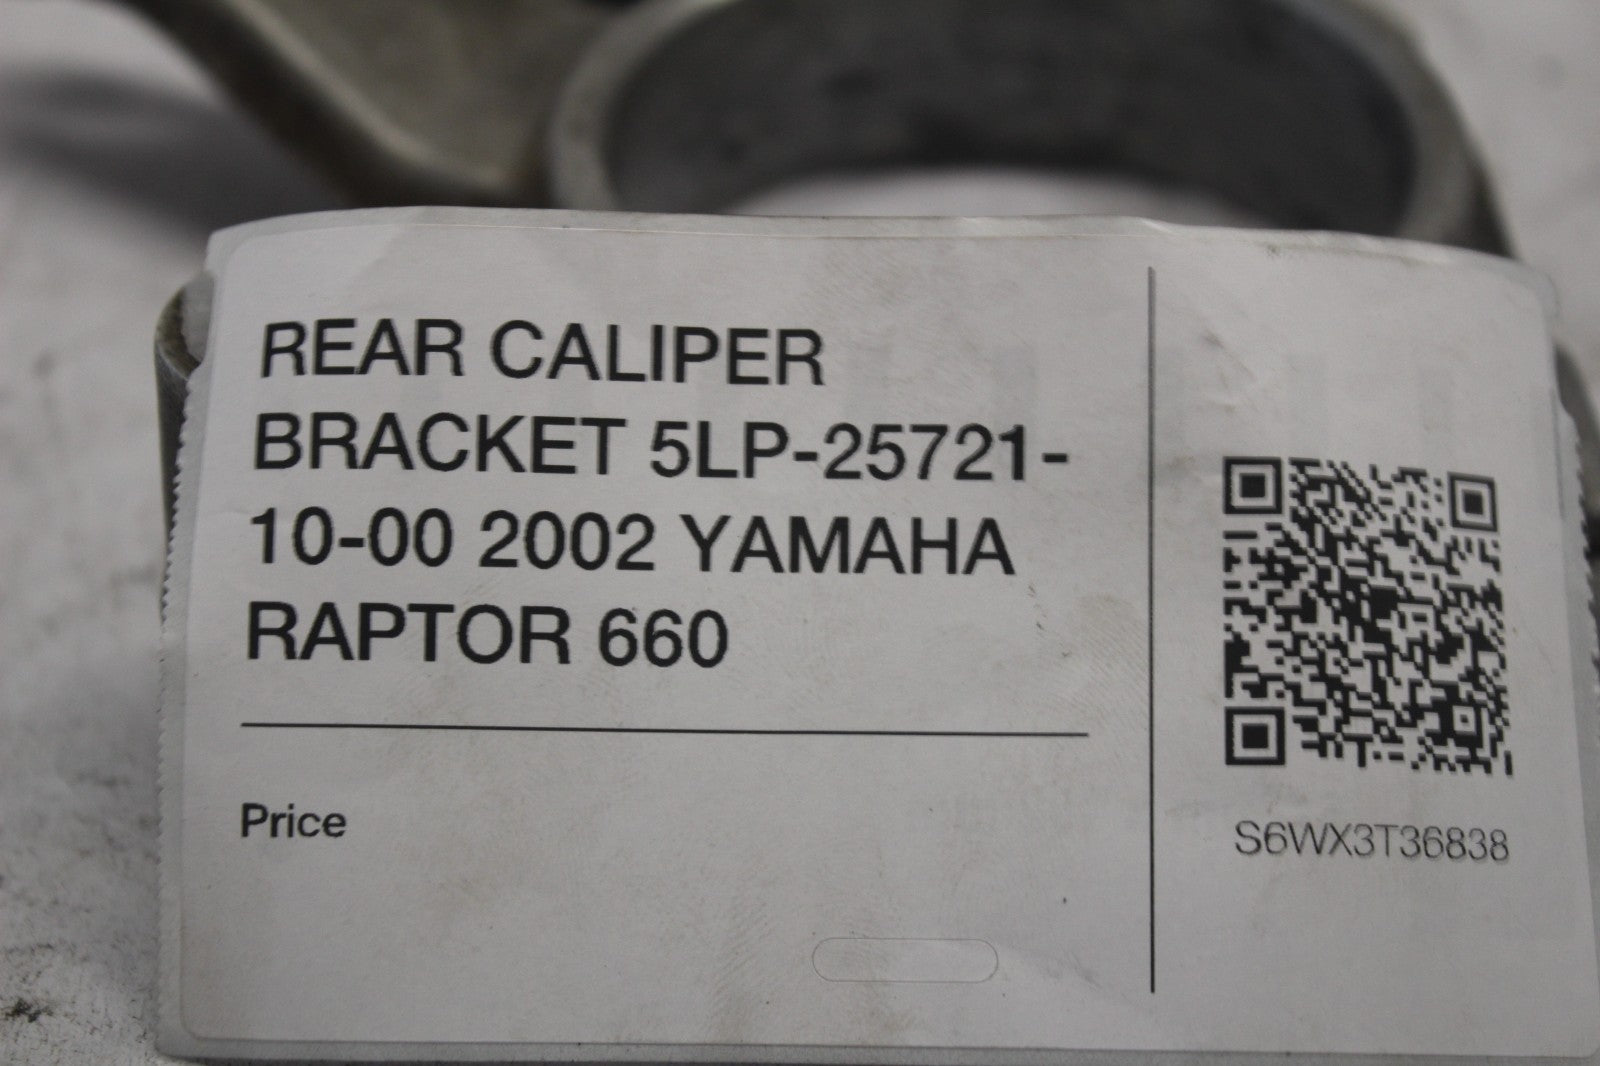 REAR CALIPER
BRACKET 5LP-25721-
10-00 2002 YAMAHA
RAPTOR 660
Price
S6WX3T36838